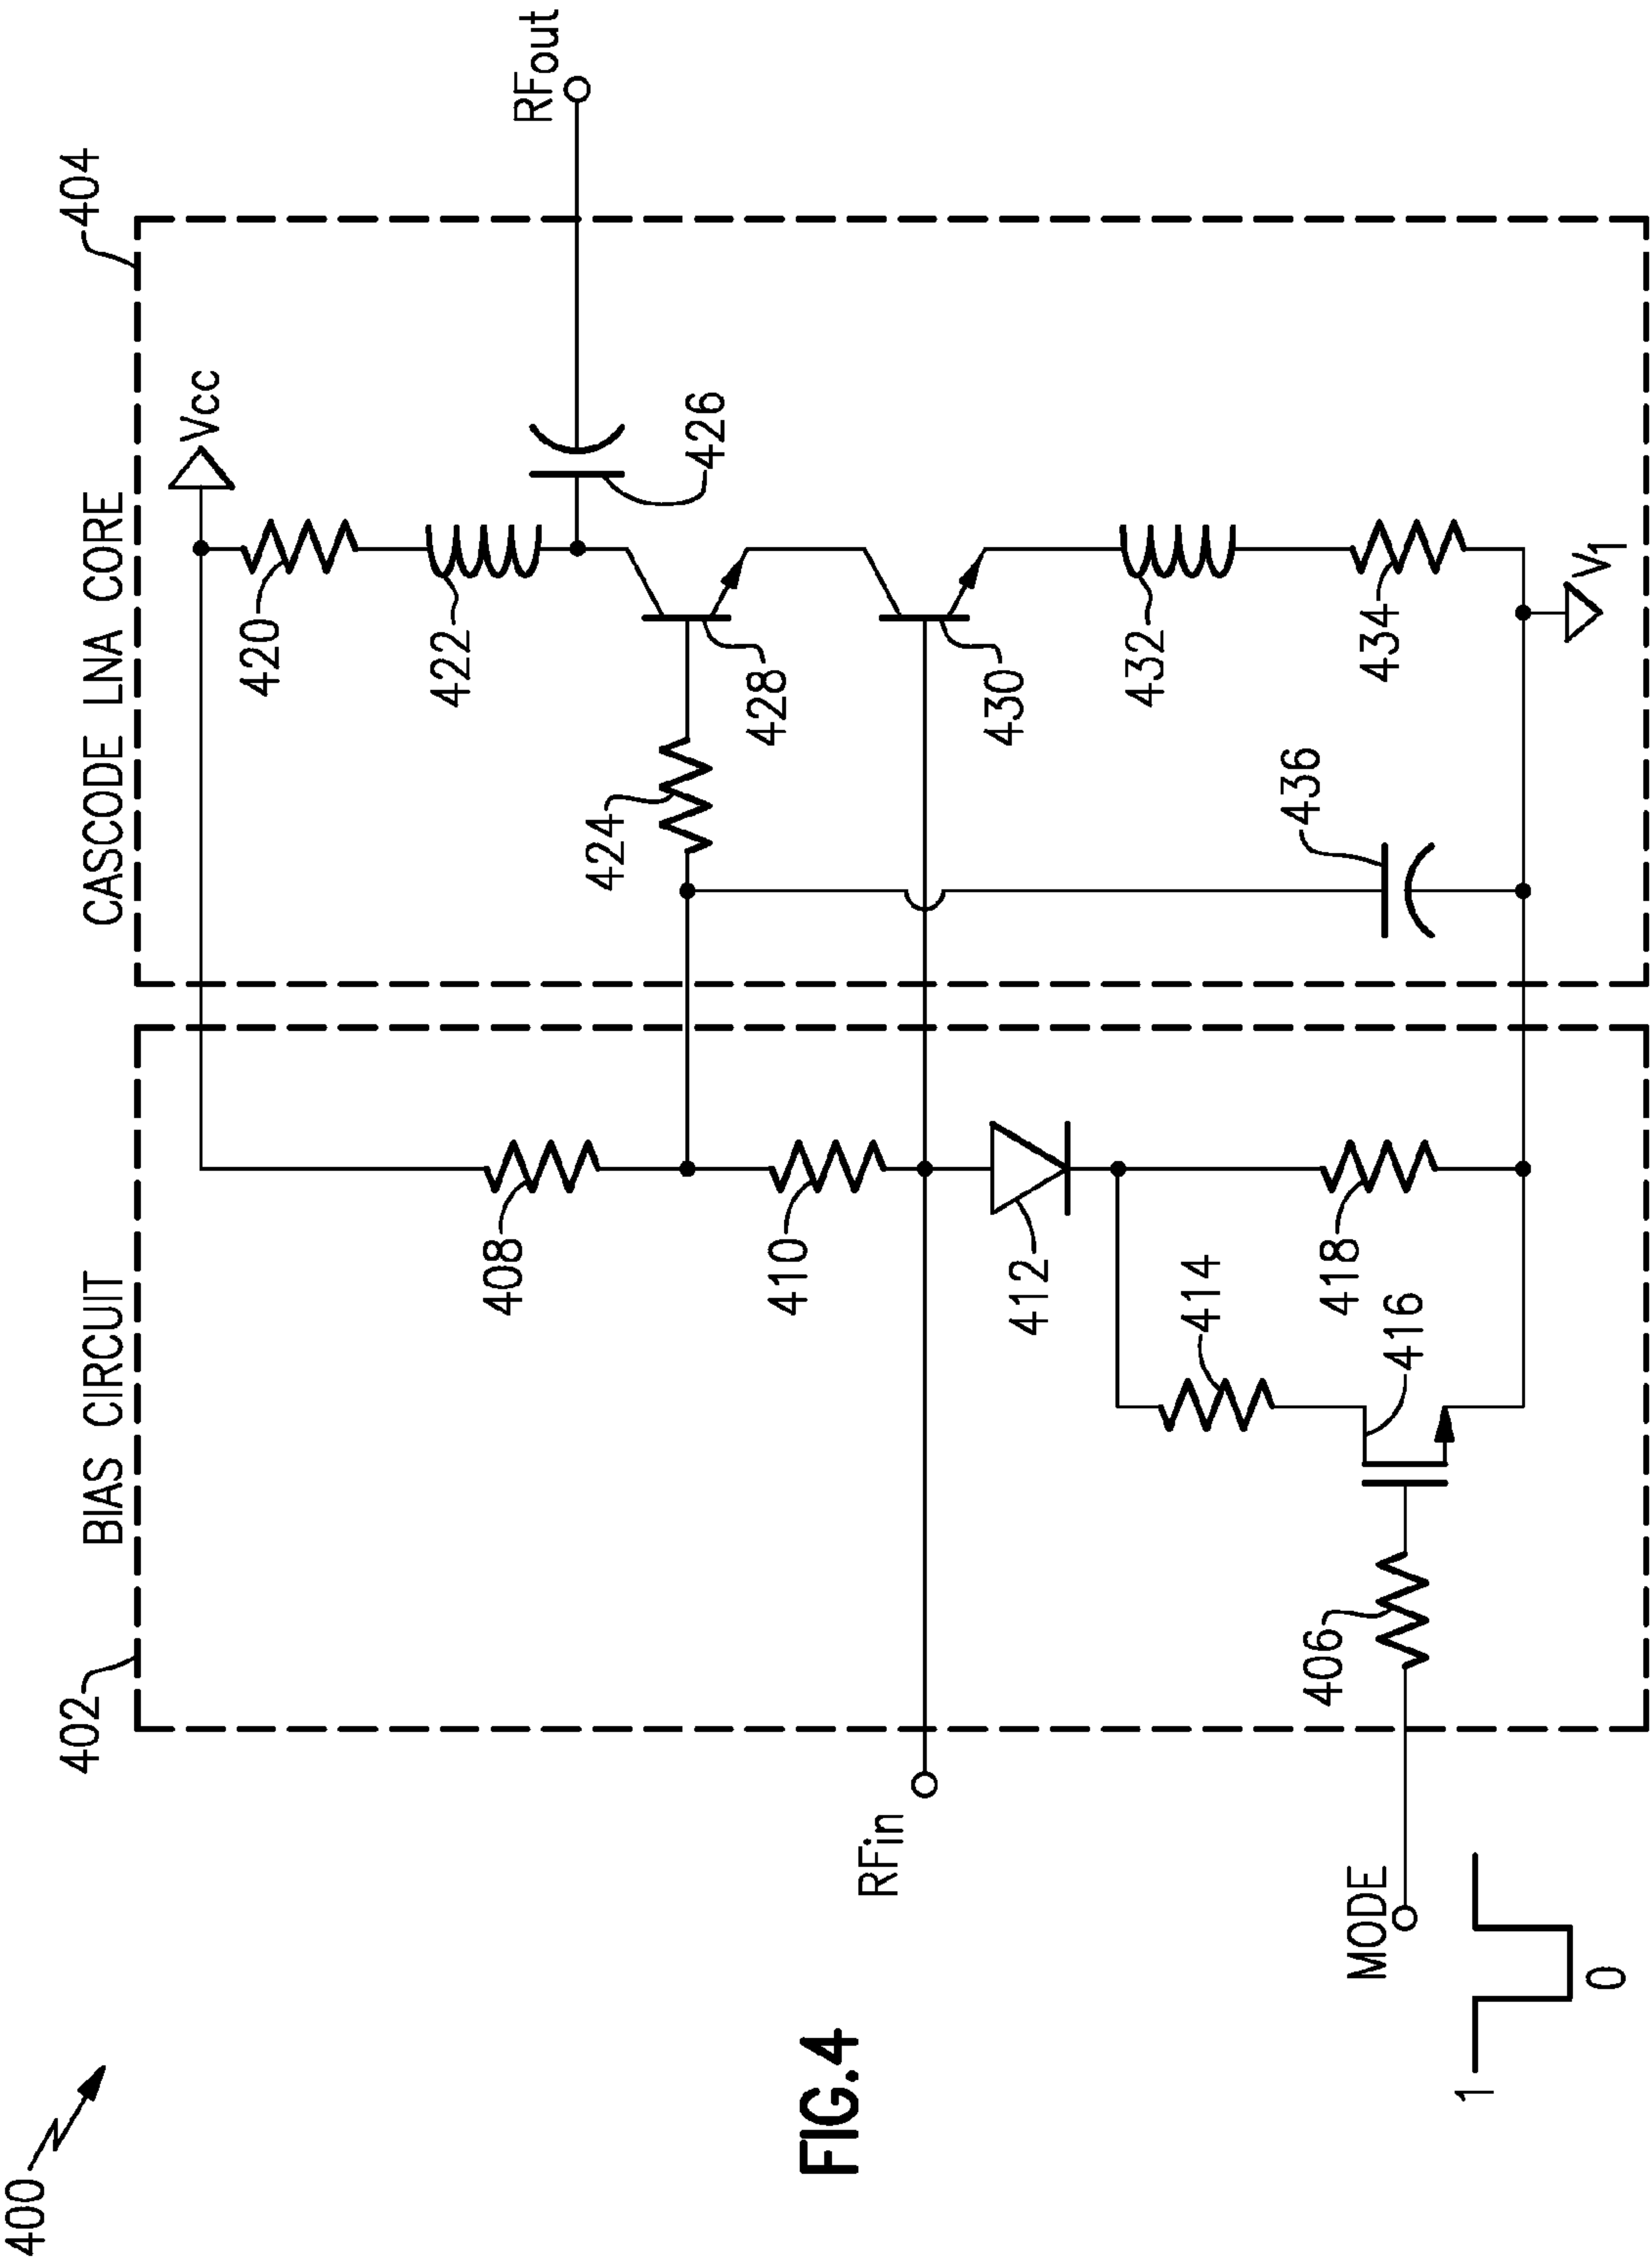 400
402
BIAS CIRCUIT
CASCODE LNA CORE
404
Vcc
420
422
RFout
426
408
424
428
410
RFin
430
412
432
414
436
418
434
416
406
MODE
V1
1
0
FIG.4